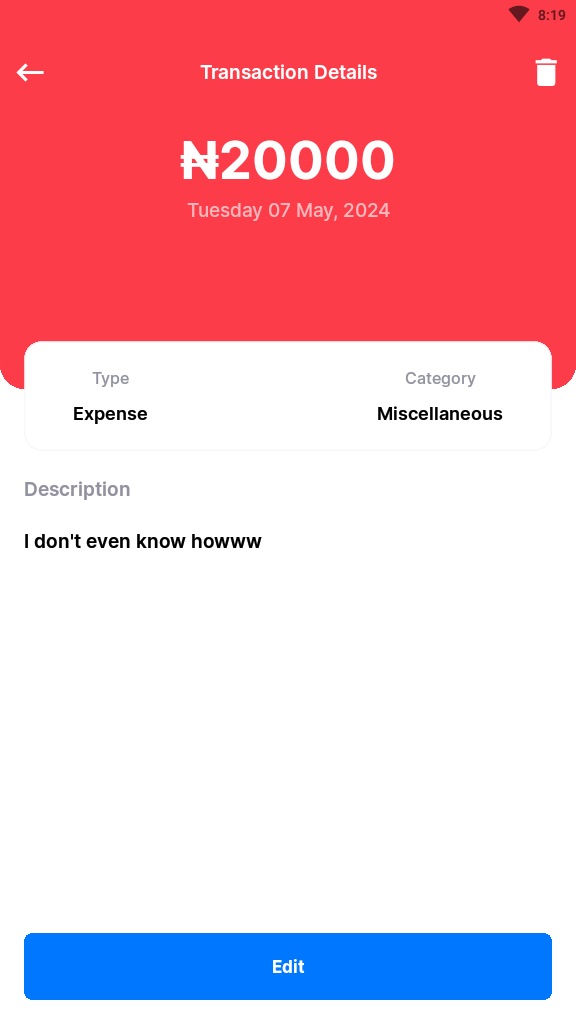 8:19
Transaction Details
₦20000
Tuesday 07 May, 2024
Type Category
Expense Miscellaneous
Description
I don't even know howww
Edit